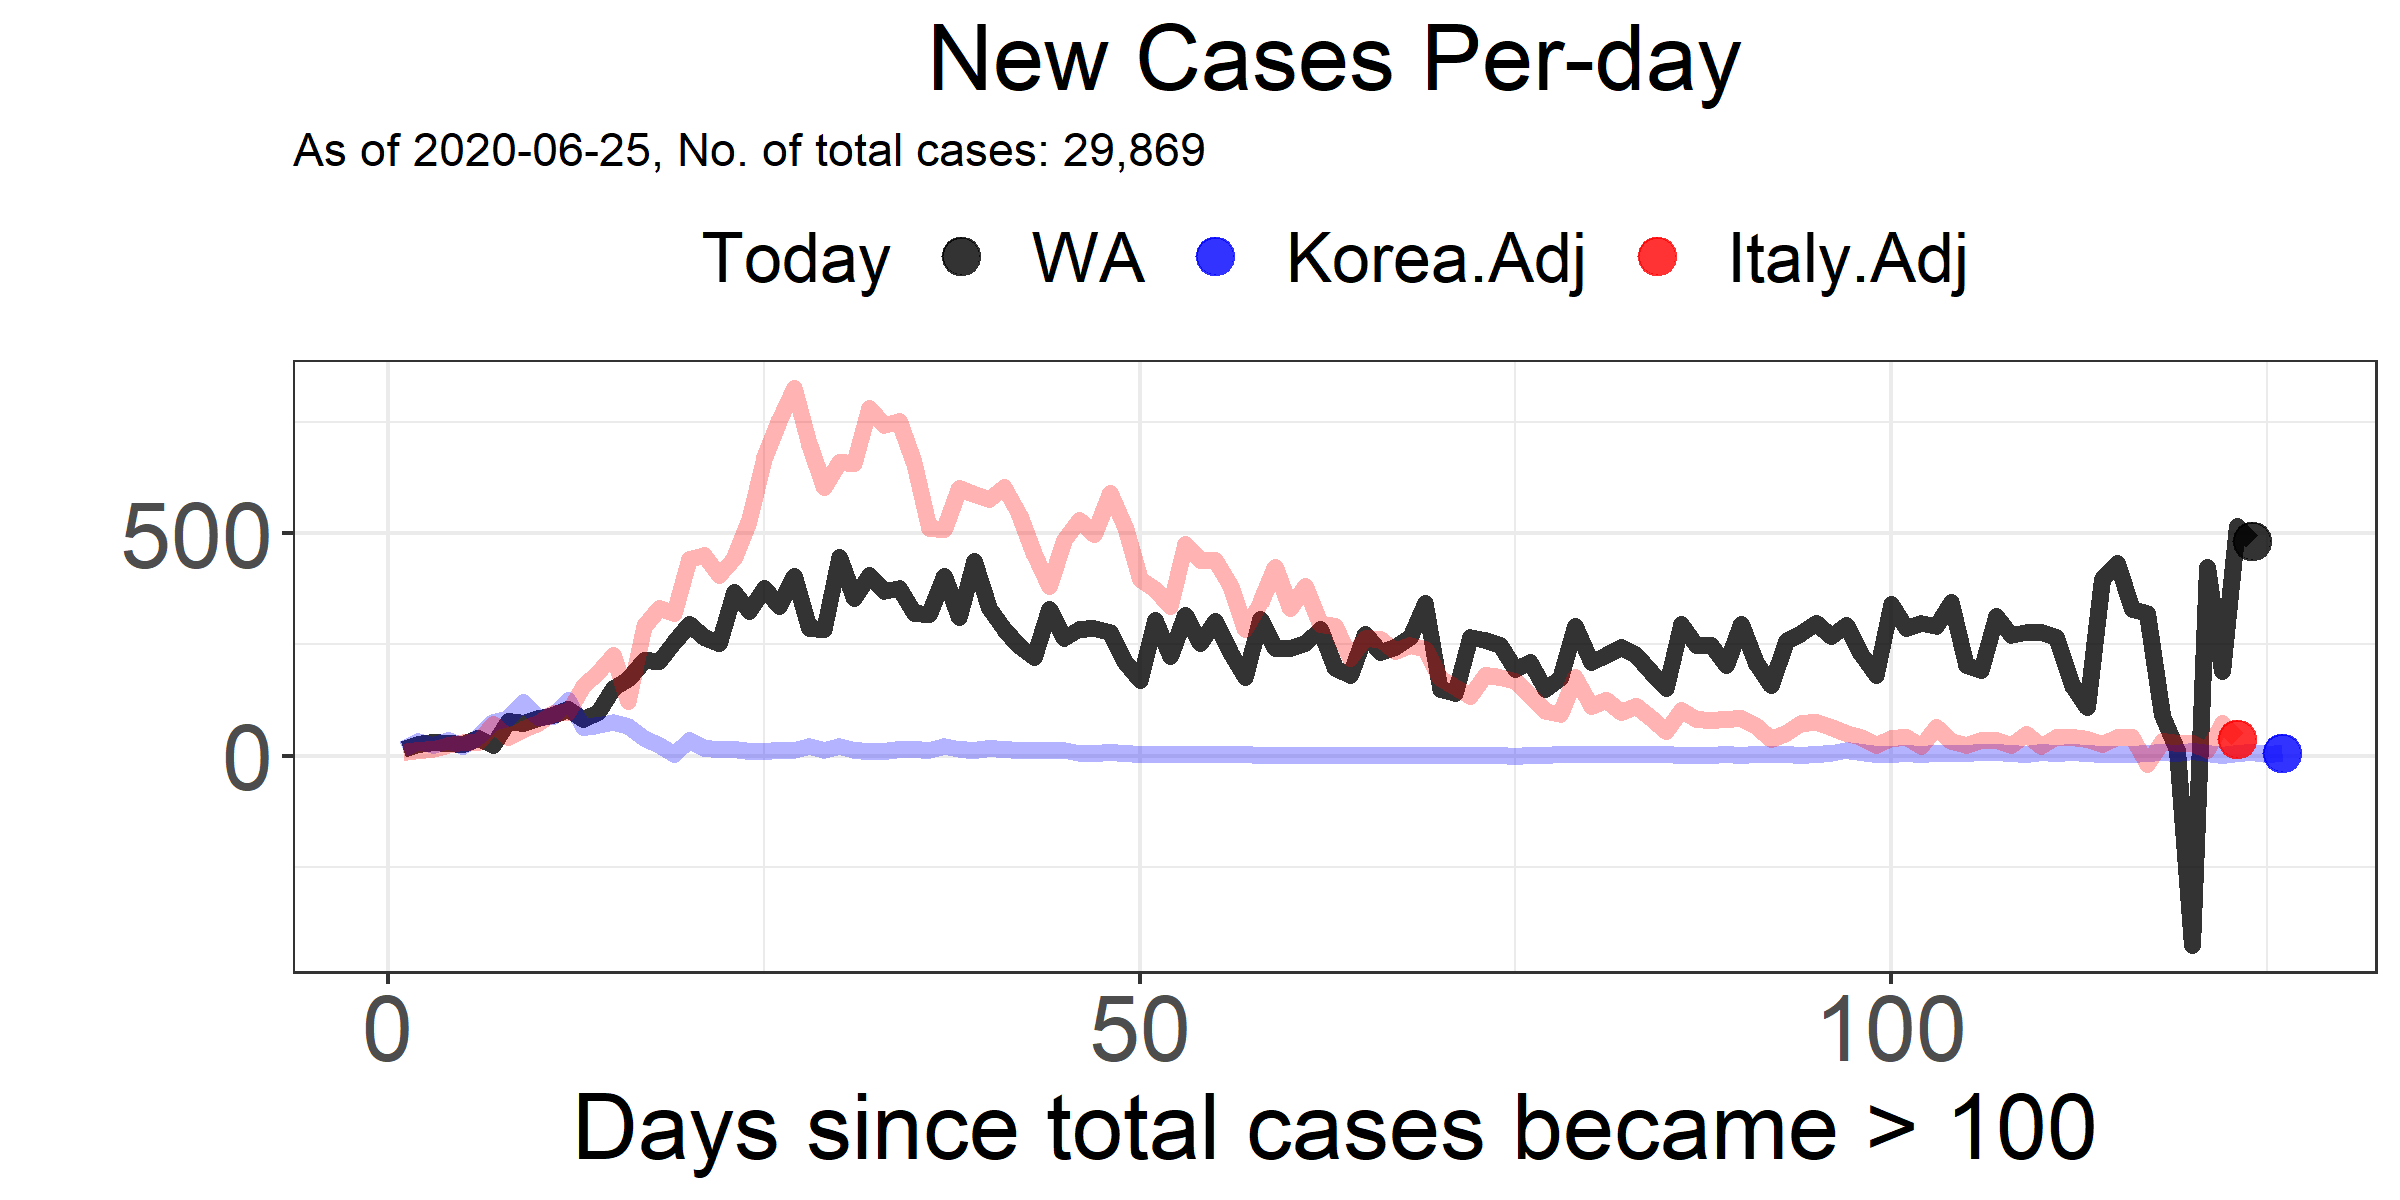 New Cases Per-day
As of 2020-06-25, No. of total cases: 29,869
Today WA Korea.Adj Italy.Adj
500
0
0 50 100
Days since total cases became > 100